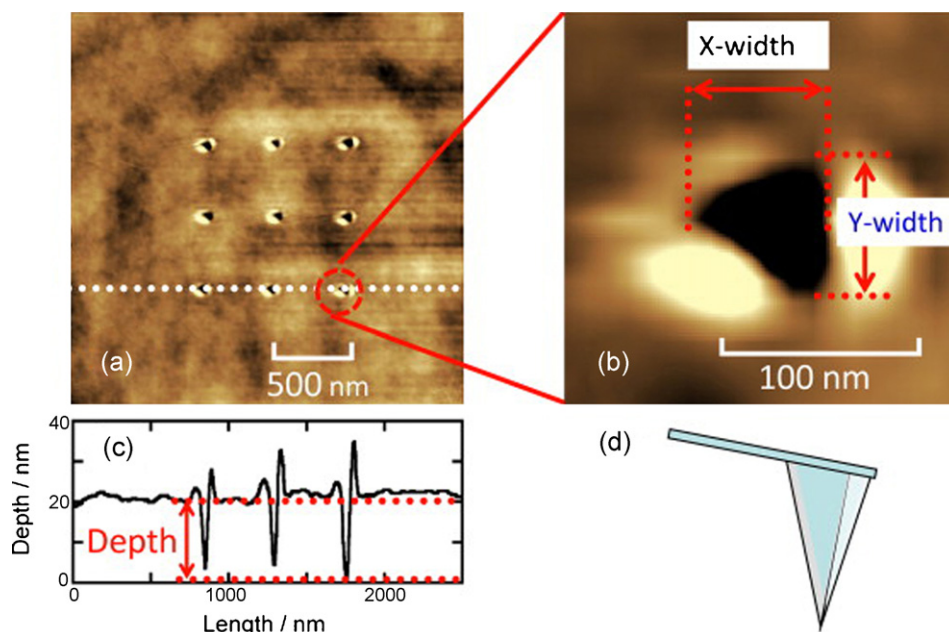 (a)
500 nm
X-width
Y-width
(b)
100 nm
(c)
Depth / nm
40
20
0
Depth
0
1000
2000
Length / nm
(d)